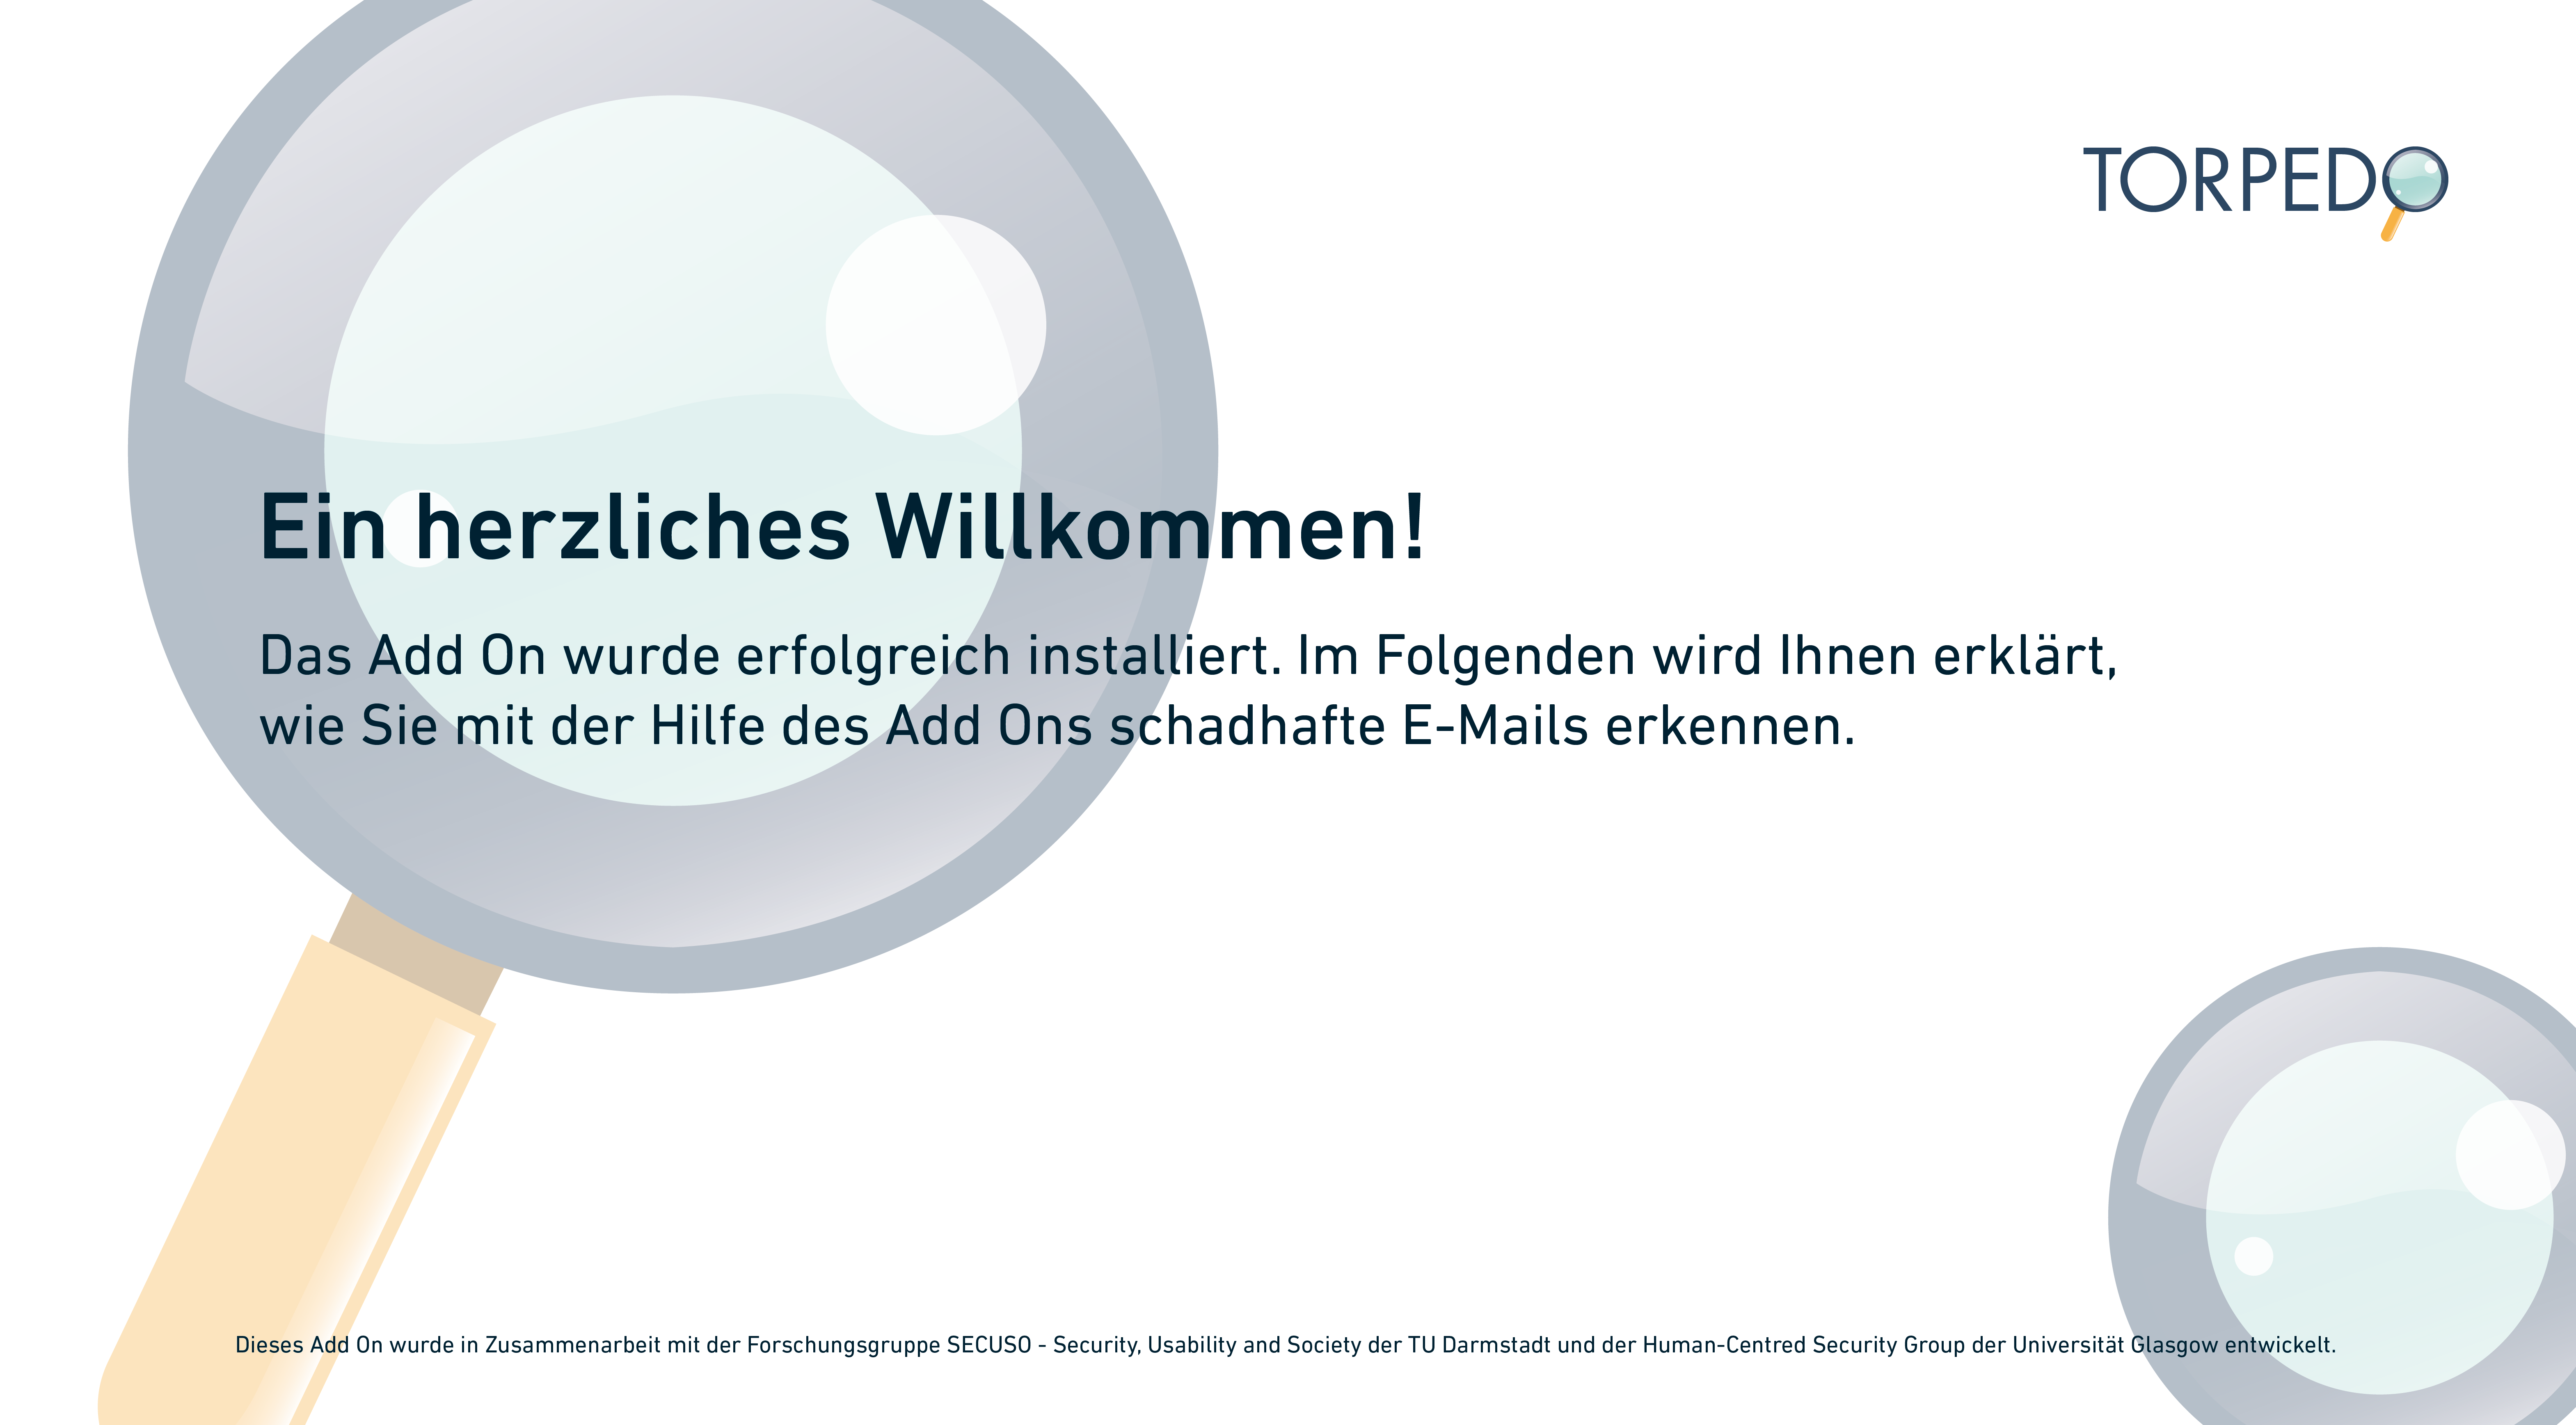 TORPEDO
Ein herzliches Willkommen!
Das Add On wurde erfolgreich installiert. Im Folgenden wird Ihnen erklärt,
wie Sie mit der Hilfe des Add Ons schadhafte E-Mails erkennen.
Dieses Add On wurde in Zusammenarbeit mit der Forschungsgruppe SECUSO - Security, Usability and Society der TU Darmstadt und der Human-Centred Security Group der Universität Glasgow entwickelt.